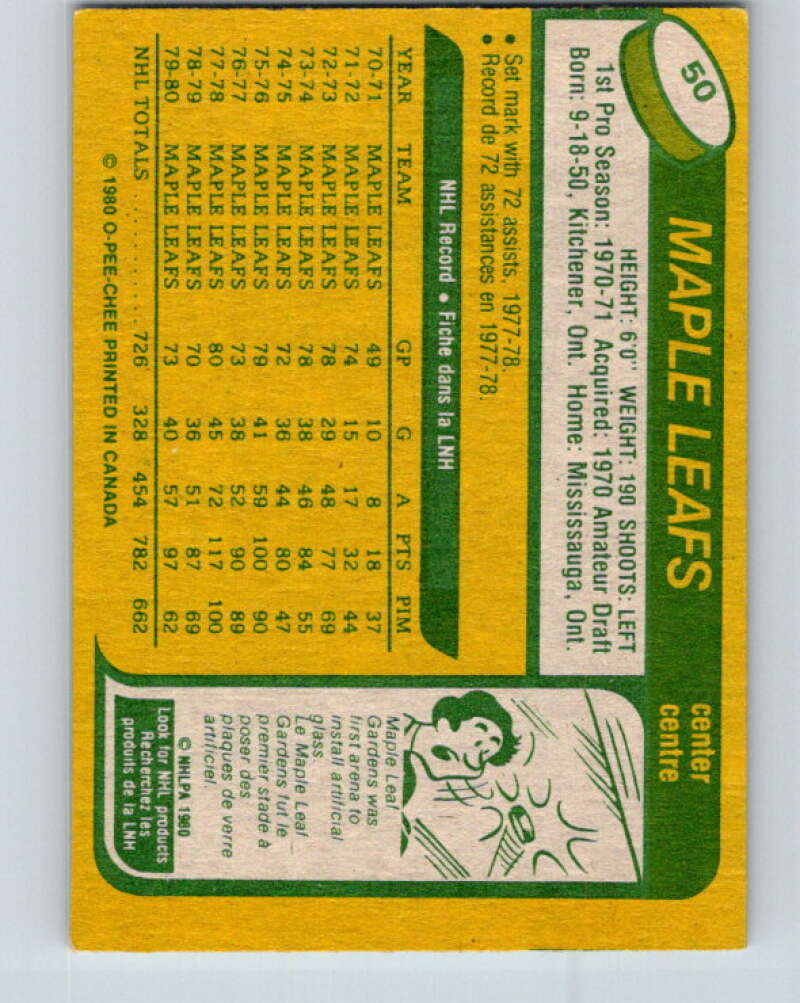 50
MAPLE LEAFS
center
centre
HEIGHT: 6'0" WEIGHT: 190 SHOOTS: LEFT
1st Pro Season: 1970-71 Acquired: 1970 Amateur Draft
Born: 9-18-50, Kitchener, Ont. Home: Mississauga, Ont.
• Set mark with 72 assists, 1977-78.
• Record de 72 assistances en 1977-78.
NHL Record • Fiche dans la LNH
YEAR TEAM GP G A PTS PIM
70-71 MAPLE LEAFS 49 10 8 18 37
71-72 MAPLE LEAFS 74 15 17 32 44
72-73 MAPLE LEAFS 78 29 48 77 69
73-74 MAPLE LEAFS 78 38 46 84 55
74-75 MAPLE LEAFS 72 36 44 80 47
75-76 MAPLE LEAFS 79 41 59 100 90
76-77 MAPLE LEAFS 73 38 52 90 89
77-78 MAPLE LEAFS 80 45 72 117 100
78-79 MAPLE LEAFS 70 36 51 87 69
79-80 MAPLE LEAFS 73 40 57 97 62
NHL TOTALS .......... 726 328 454 782 662
© 1980 O-PEE-CHEE PRINTED IN CANADA
Maple Leaf
Gardens was
first arena to
install artificial
glass.
Le Maple Leaf
Gardens fut le
premier stade à
poser des
plaques de verre
artificiel.
© NHLPA 1980
Look for NHL products
Recherchez les
produits de la LNH